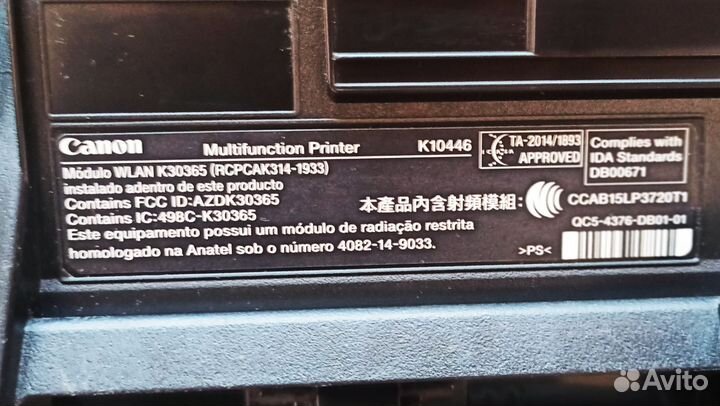 Canon Multifunction Printer K10446
TA-2014/1893
APPROVED
Complies with
IDA Standards
DB00671
Módulo WLAN K30365 (RCPCAK314-1933)
instalado adentro de este producto
Contains FCC ID:AZDK30365
Contains IC:498C-K30365
本產品內含射頻模組:
CCAB15LP3720T1
QC5-4376-DB01-01
Este equipamento possui um módulo de radiação restrita
homologado na Anatel sob o número 4082-14-9033.
>PS<
Avito